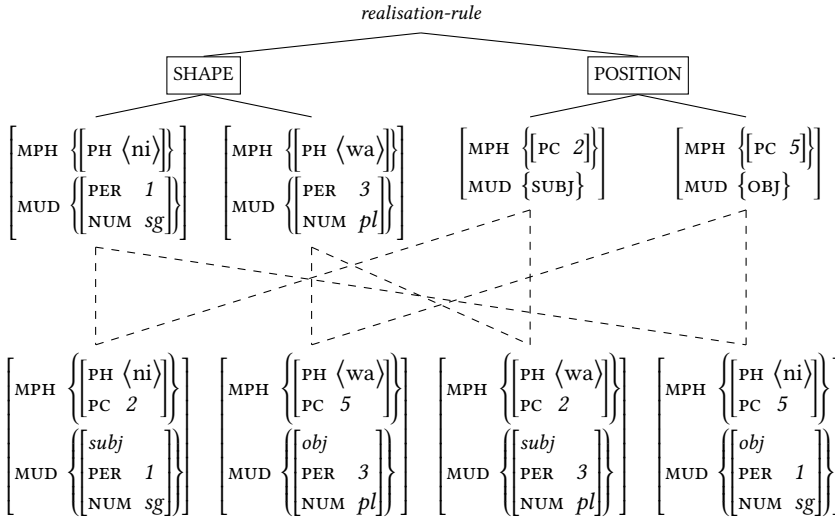 realisation-rule
SHAPE POSITION
[MPH {[PH ⟨ni⟩]}] [MPH {[PH ⟨wa⟩]}] [MPH {[PC 2]}] [MPH {[PC 5]}]
[MUD {[PER 1] [PER 3] [MUD {SUBJ}] [MUD {OBJ}]
[NUM sg]}] MUD {[NUM pl]}]
[MPH {[PH ⟨ni⟩ [MPH {[PH ⟨wa⟩ [MPH {[PH ⟨wa⟩ [MPH {[PH ⟨ni⟩
PC 2]} PC 5]} PC 2]} PC 5]}
[subj [obj [subj [obj
MUD {PER 1 MUD {PER 3 MUD {PER 3 MUD {PER 1
NUM sg]}] NUM pl]}] NUM pl]}] NUM sg]}]